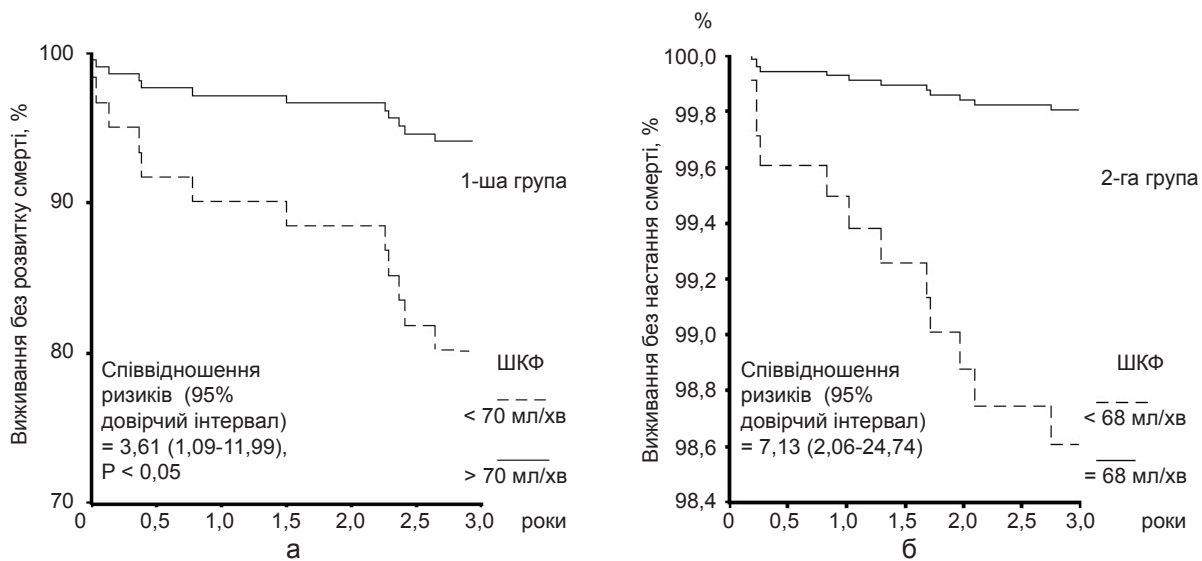 Виживання без розвитку смерті, %
100
90
80
70
1-ша група
Співвідношення
ризиків (95%
довірчий інтервал)
= 3,61 (1,09-11,99),
P < 0,05
ШКФ
< 70 мл/хв
> 70 мл/хв
0 0,5 1,0 1,5 2,0 2,5 3,0 роки
а
%
Виживання без настання смерті, %
100,0
99,8
99,6
99,4
99,2
99,0
98,8
98,6
98,4
2-га група
Співвідношення
ризиків (95%
довірчий інтервал)
= 7,13 (2,06-24,74)
ШКФ
< 68 мл/хв
= 68 мл/хв
0 0,5 1,0 1,5 2,0 2,5 3,0 роки
б